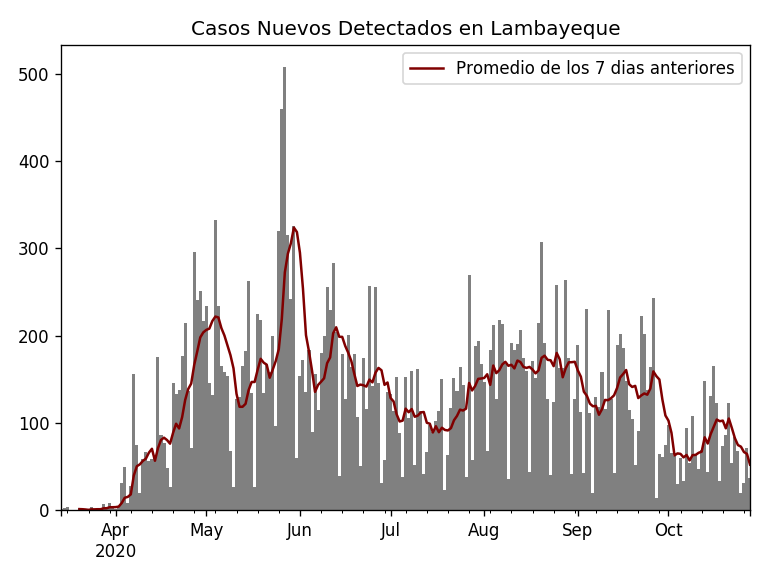 Casos Nuevos Detectados en Lambayeque
Promedio de los 7 dias anteriores
500
400
300
200
100
0
Apr May Jun Jul Aug Sep Oct
2020